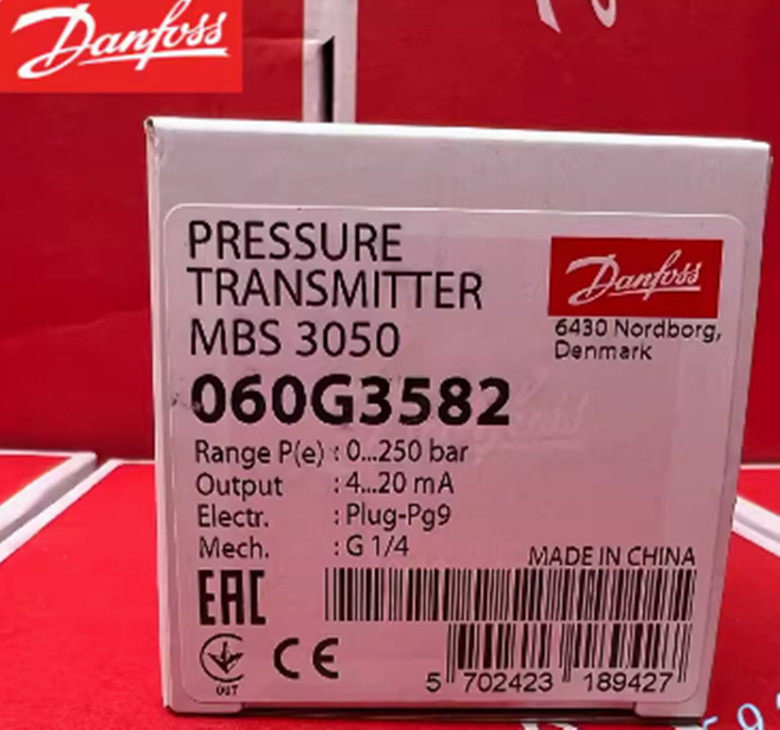 Danfoss
PRESSURE
TRANSMITTER
MBS 3050
Danfoss
6430 Nordborg,
Denmark
060G3582
Range P(e) : 0...250 bar
Output : 4...20 mA
Electr. : Plug-Pg9
Mech. : G 1/4
MADE IN CHINA
EAC
CE
OUT
5 702423 189427